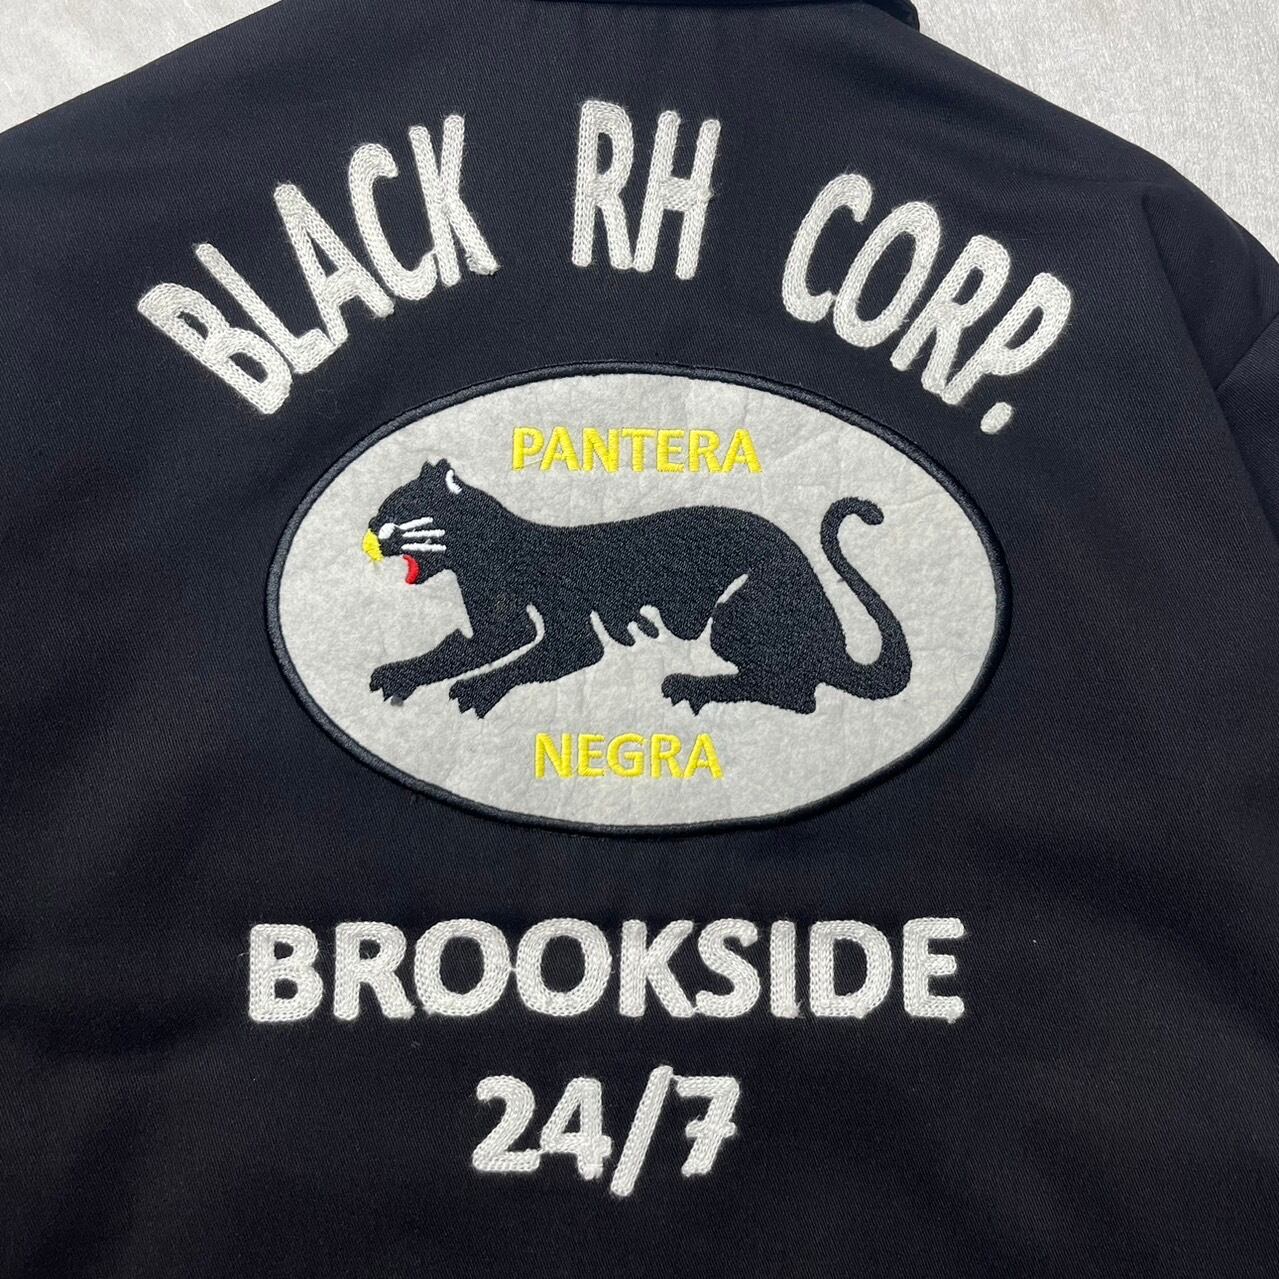 BLACK RH CORP.
PANTERA
NEGRA
BROOKSIDE
24/7